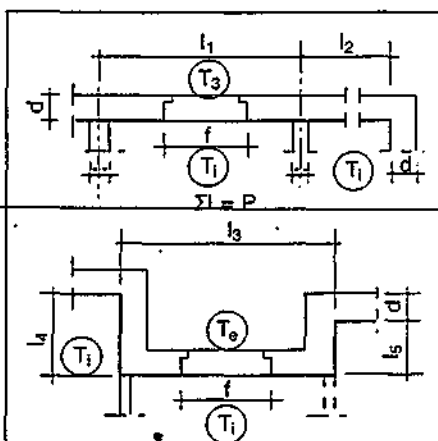 l₁ l₂
T₃
d
f
Tᵢ Tᵢ d
Σl = P
l₃
l₄ Tₑ d
Tᵢ l₅
f
Tᵢ